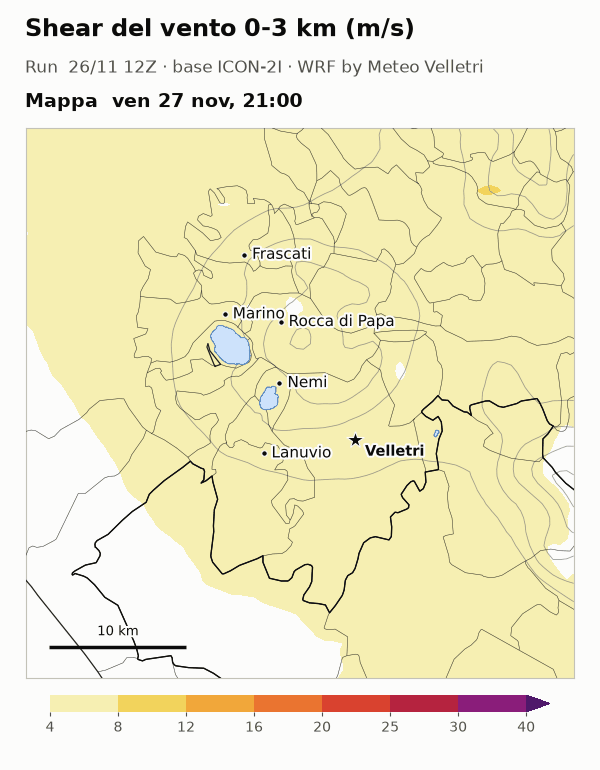 Shear del vento 0-3 km (m/s)
Run  26/11 12Z · base ICON-2I · WRF by Meteo Velletri
Mappa  ven 27 nov, 21:00
Frascati
Marino
Rocca di Papa
Nemi
Lanuvio
Velletri
10 km
4 8 12 16 20 25 30 40